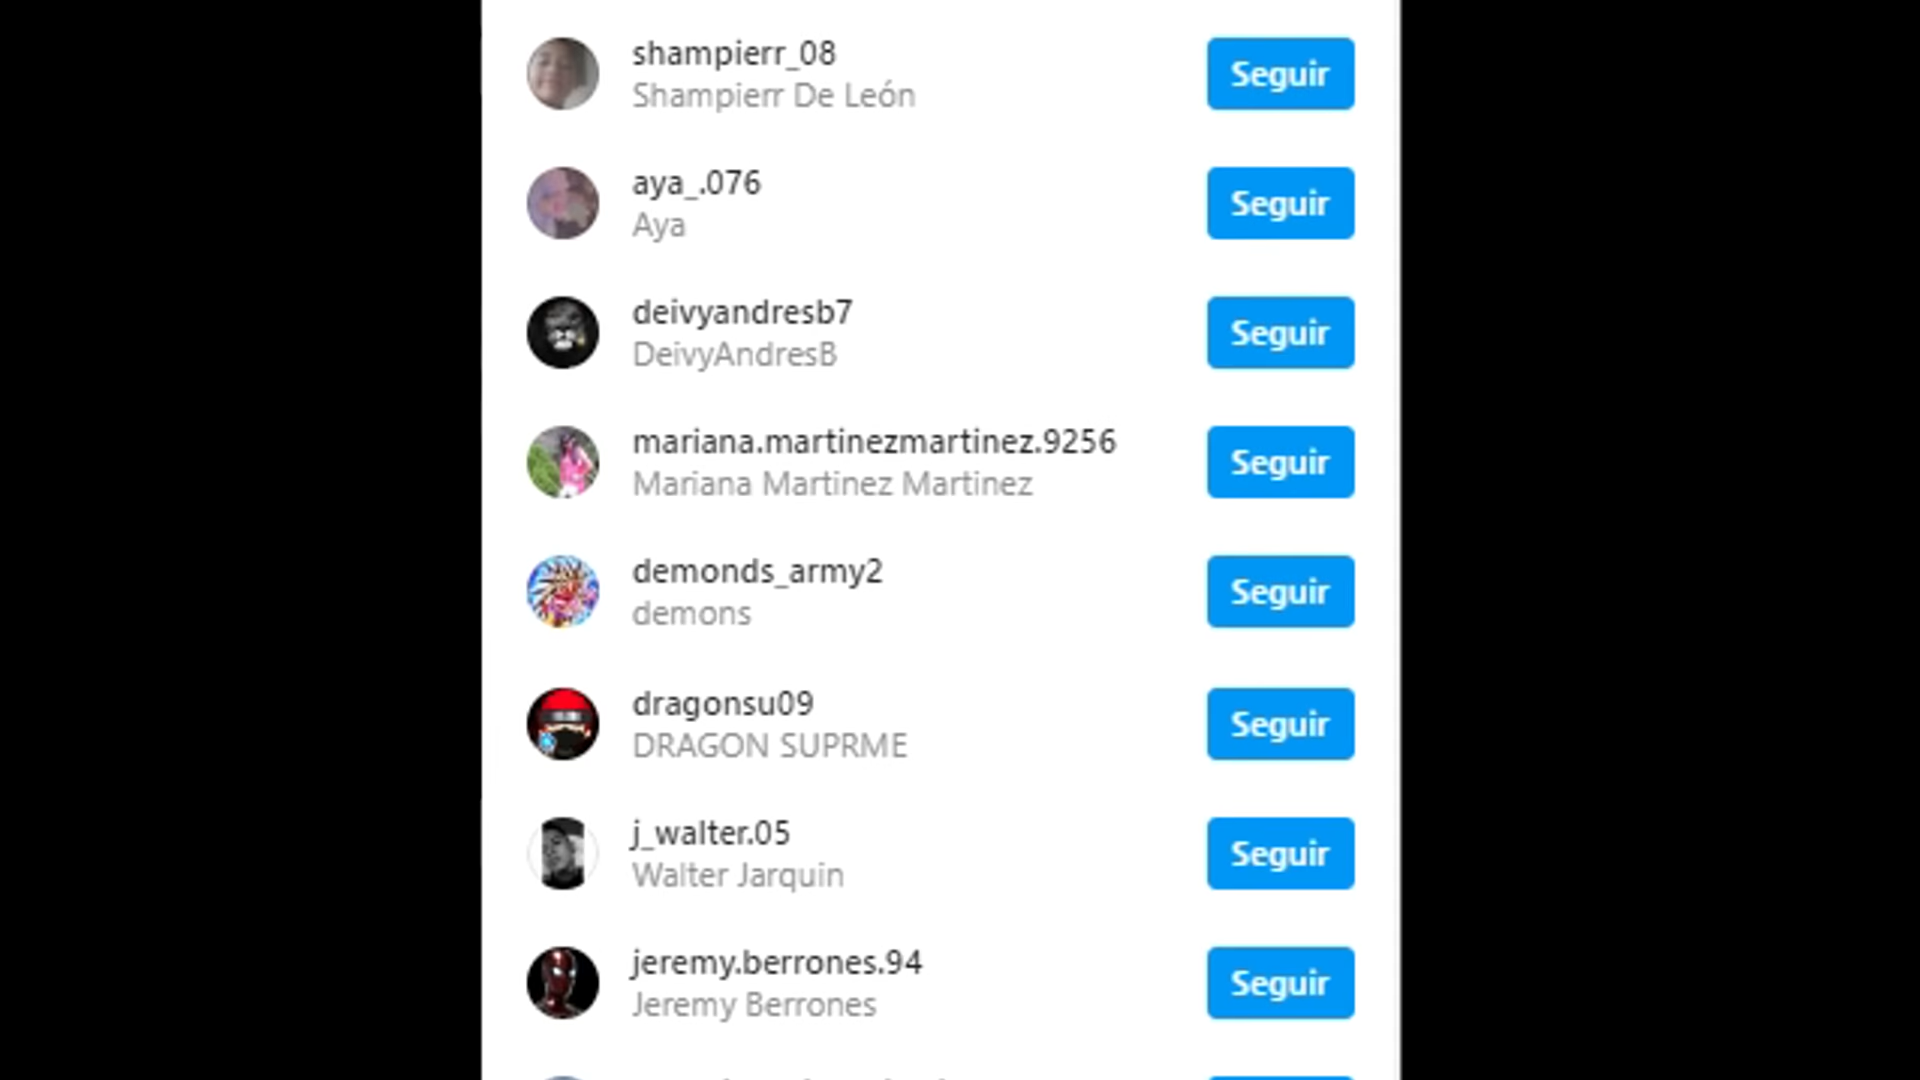 shampierr_08
Shampierr De León
Seguir
aya_.076
Aya
Seguir
deivyandresb7
DeivyAndresB
Seguir
mariana.martinezmartinez.9256
Mariana Martinez Martinez
Seguir
demonds_army2
demons
Seguir
dragonsu09
DRAGON SUPRME
Seguir
j_walter.05
Walter Jarquin
Seguir
jeremy.berrones.94
Jeremy Berrones
Seguir